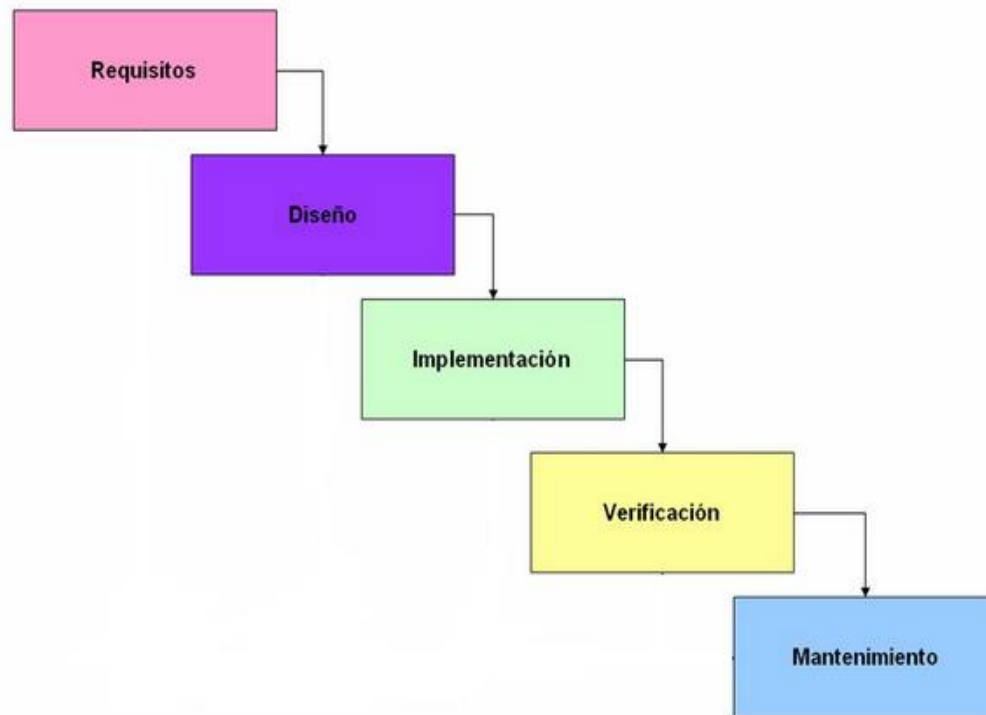 Requisitos
Diseño
Implementación
Verificación
Mantenimiento